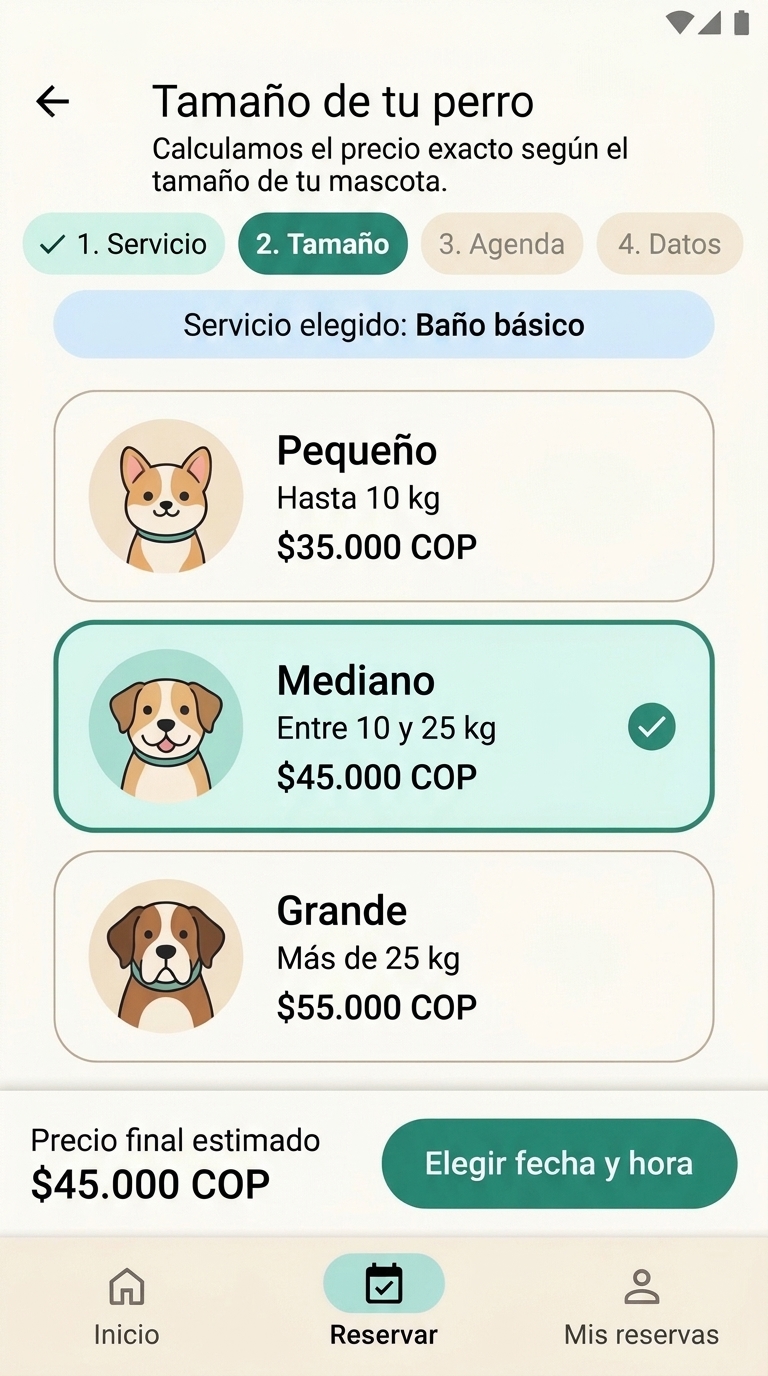 Tamaño de tu perro
Calculamos el precio exacto según el
tamaño de tu mascota.
1. Servicio
2. Tamaño
3. Agenda
4. Datos
Servicio elegido: Baño básico
Pequeño
Hasta 10 kg
$35.000 COP
Mediano
Entre 10 y 25 kg
$45.000 COP
Grande
Más de 25 kg
$55.000 COP
Precio final estimado
$45.000 COP
Elegir fecha y hora
Inicio
Reservar
Mis reservas